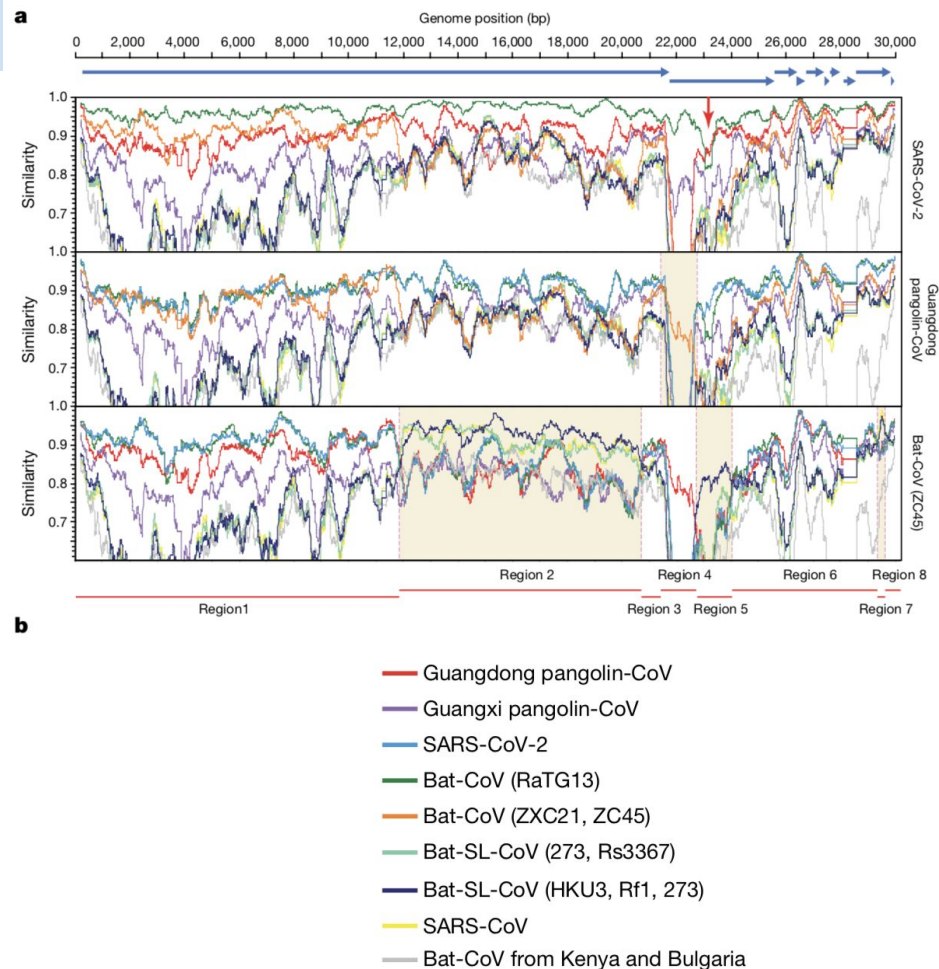 a
Genome position (bp)
0 2,000 4,000 6,000 8,000 10,000 12,000 14,000 16,000 18,000 20,000 22,000 24,000 26,000 28,000 30,000
1.0
0.9
0.8
0.7
Similarity
SARS-CoV-2
1.0
0.9
0.8
0.7
Similarity
Guangdong
pangolin-CoV
1.0
0.9
0.8
0.7
Similarity
Bat-CoV (ZC45)
Region 2 Region 4 Region 6 Region 8
Region1 Region 3 Region 5 Region 7
b
Guangdong pangolin-CoV
Guangxi pangolin-CoV
SARS-CoV-2
Bat-CoV (RaTG13)
Bat-CoV (ZXC21, ZC45)
Bat-SL-CoV (273, Rs3367)
Bat-SL-CoV (HKU3, Rf1, 273)
SARS-CoV
Bat-CoV from Kenya and Bulgaria